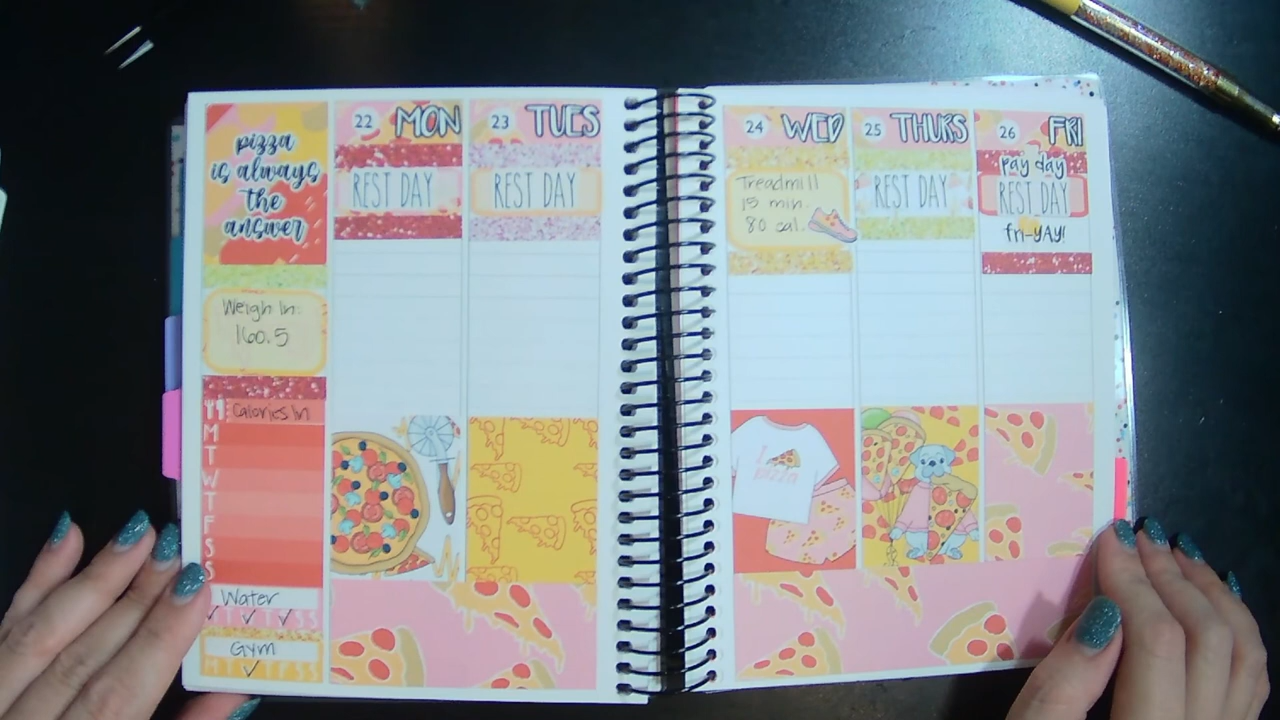 pizza
is always
the
answer
Weigh In:
160.5
Calories In
M
T
W
T
F
S
S
Water
M T W T F S S
Gym
M T W T F S S
22 MON
REST DAY
23 TUES
REST DAY
24 WED
Treadmill
15 min.
80 cal.
I
pizza
25 THURS
REST DAY
26 FRI
pay day
REST DAY
fri-YAY!